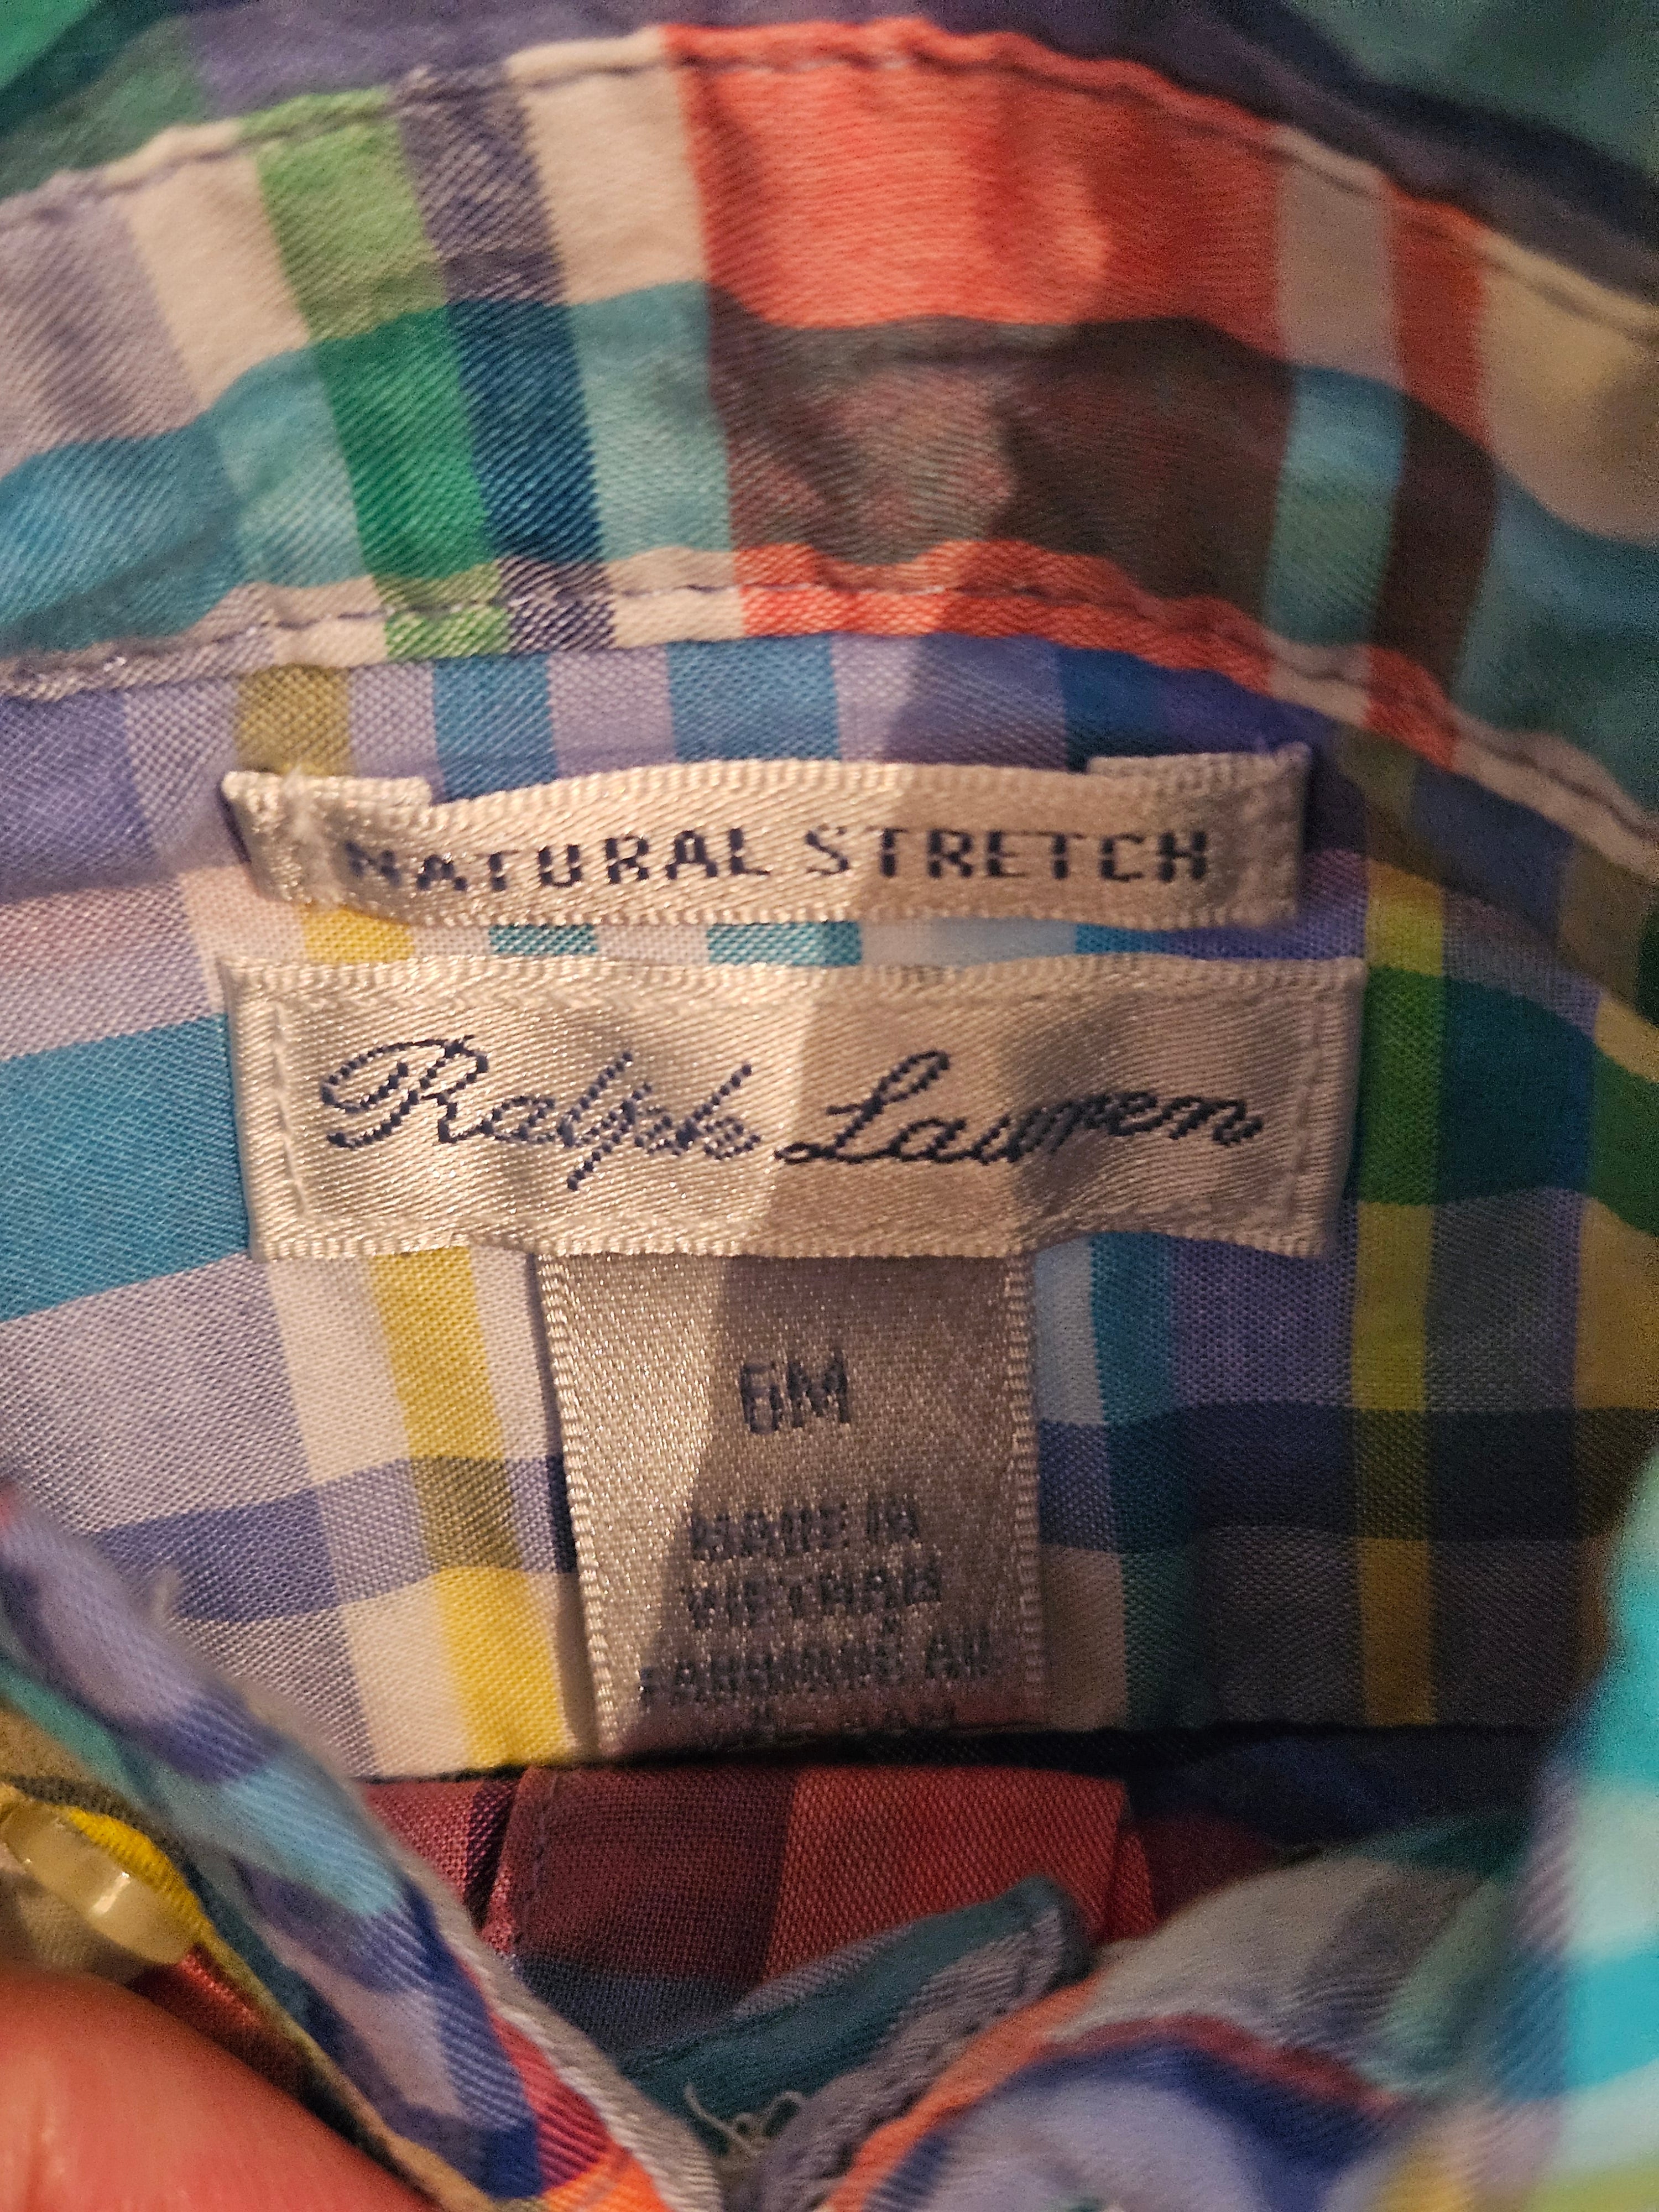 NATURAL STRETCH
Ralph Lauren
6M
MADE IN
VIETNAM